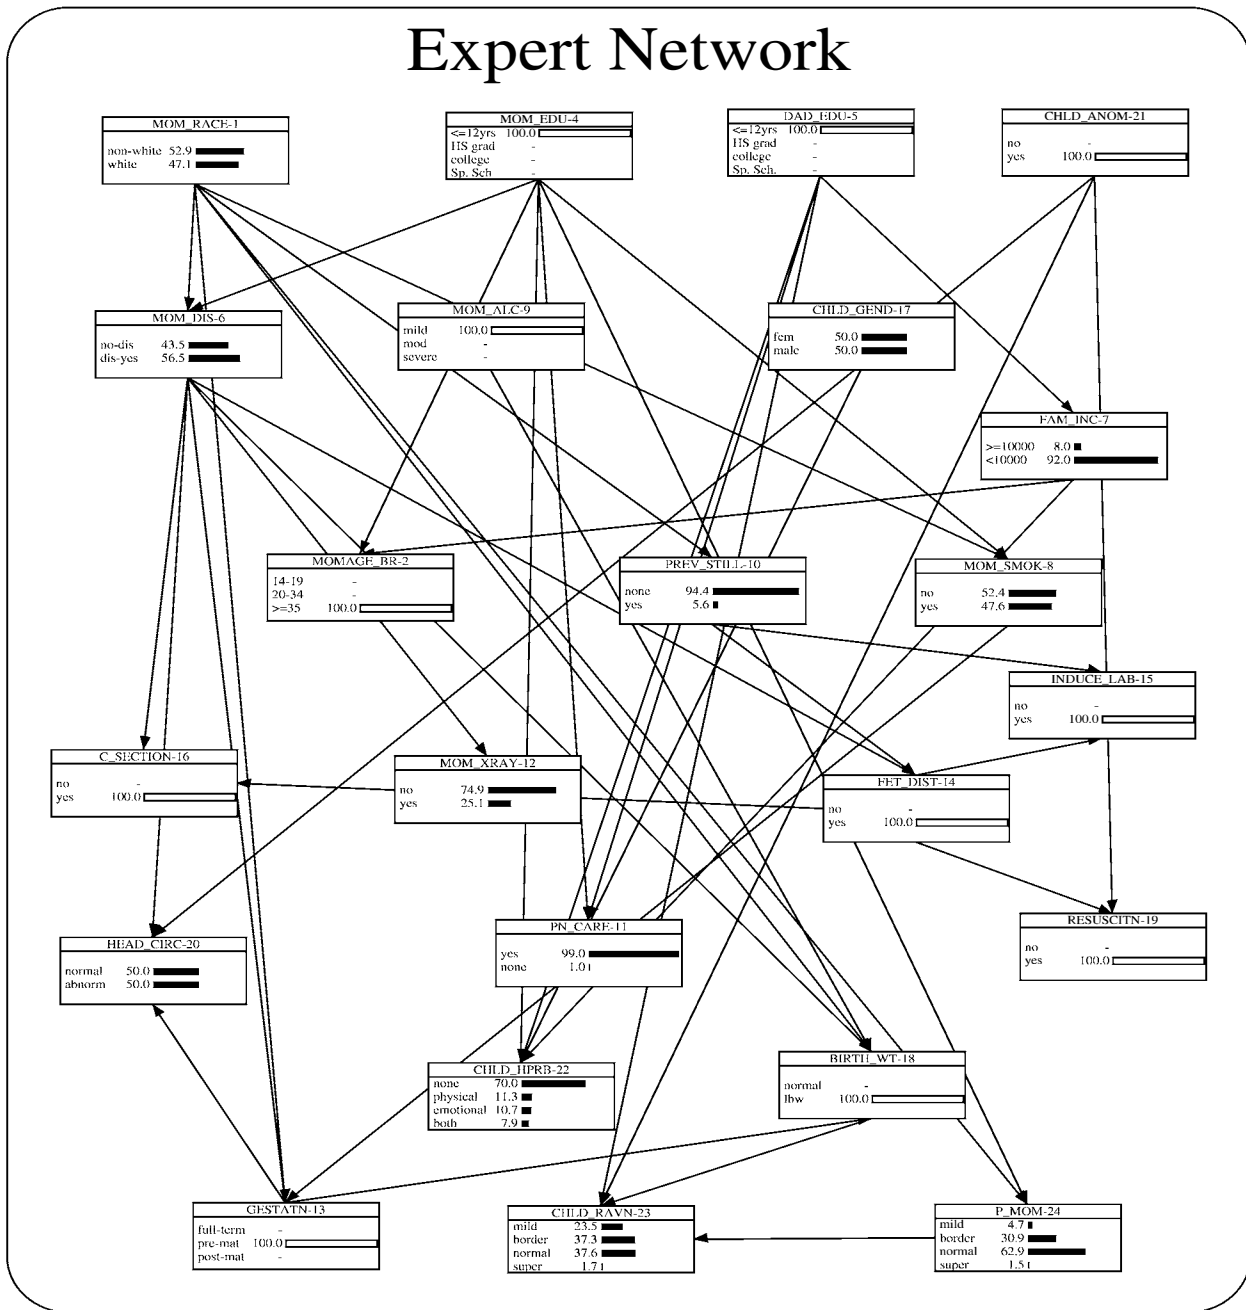 Expert Network
MOM_RACE-1
non-white 52.9
white 47.1
MOM_EDU-4
<=12yrs 100.0
HS grad -
college -
Sp. Sch -
DAD_EDU-5
<=12yrs 100.0
HS grad -
college -
Sp. Sch. -
CHLD_ANOM-21
no -
yes 100.0
MOM_DIS-6
no-dis 43.5
dis-yes 56.5
MOM_ALC-9
mild 100.0
mod -
severe -
CHLD_GEND-17
fem 50.0
male 50.0
FAM_INC-7
>=10000 8.0
<10000 92.0
MOMAGE_BR-2
14-19 -
20-34 -
>=35 100.0
PREV_STILL-10
none 94.4
yes 5.6
MOM_SMOK-8
no 52.4
yes 47.6
INDUCE_LAB-15
no -
yes 100.0
C_SECTION-16
no -
yes 100.0
MOM_XRAY-12
no 74.9
yes 25.1
FET_DIST-14
no -
yes 100.0
HEAD_CIRC-20
normal 50.0
abnorm 50.0
PN_CARE-11
yes 99.0
none 1.0
RESUSCITN-19
no -
yes 100.0
CHLD_HPRB-22
none 70.0
physical 11.3
emotional 10.7
both 7.9
BIRTH_WT-18
normal -
lbw 100.0
GESTATN-13
full-term -
pre-mat 100.0
post-mat -
CHLD_RAVN-23
mild 23.5
border 37.3
normal 37.6
super 1.7
P_MOM-24
mild 4.7
border 30.9
normal 62.9
super 1.5